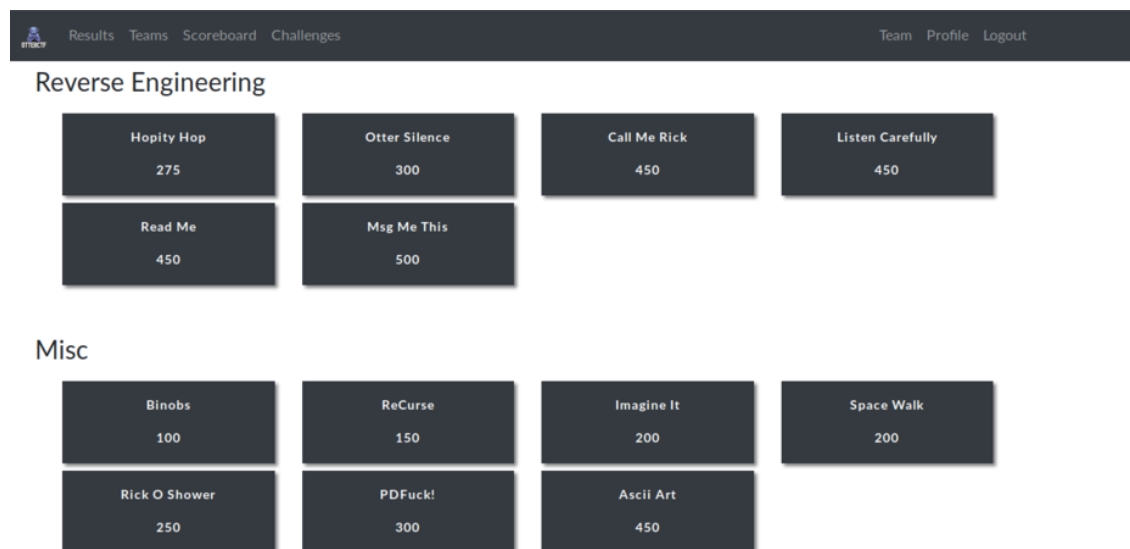 OTTERCTF Results Teams Scoreboard Challenges Team Profile Logout
Reverse Engineering
Hopity Hop Otter Silence Call Me Rick Listen Carefully
275 300 450 450
Read Me Msg Me This
450 500
Misc
Binobs ReCurse Imagine It Space Walk
100 150 200 200
Rick O Shower PDFuck! Ascii Art
250 300 450